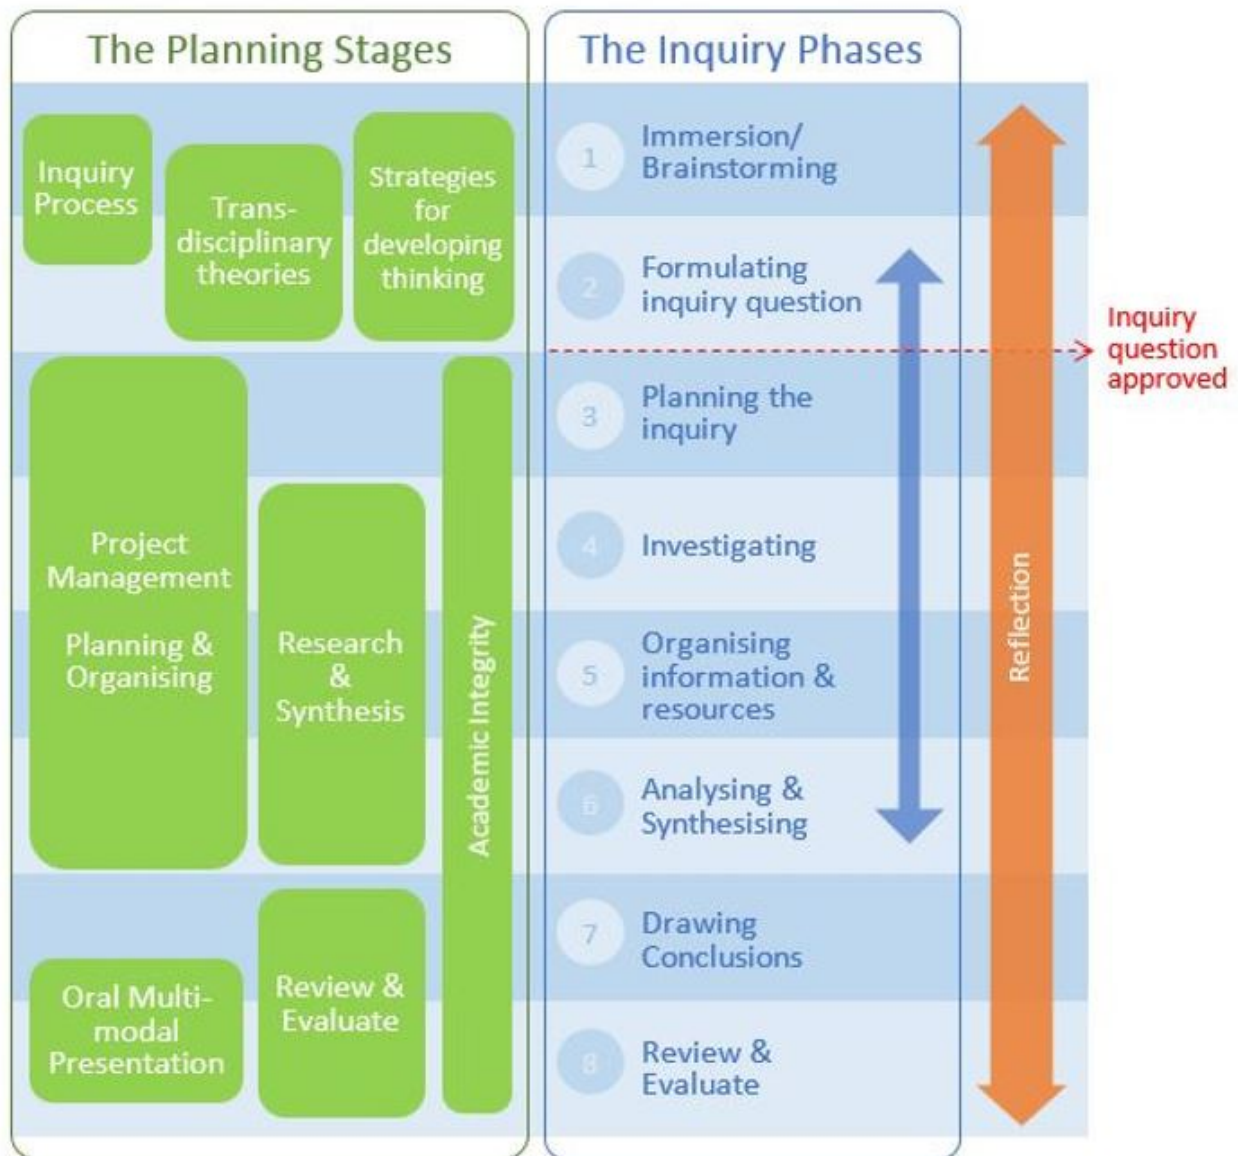 The Planning Stages
Inquiry
Process
Trans-
disciplinary
theories
Strategies
for
developing
thinking
Project
Management
Planning &
Organising
Research
&
Synthesis
Academic Integrity
Oral Multi-
modal
Presentation
Review &
Evaluate
The Inquiry Phases
1
Immersion/
Brainstorming
2
Formulating
inquiry question
3
Planning the
inquiry
4
Investigating
5
Organising
information &
resources
6
Analysing &
Synthesising
7
Drawing
Conclusions
8
Review &
Evaluate
Reflection
Inquiry
question
approved